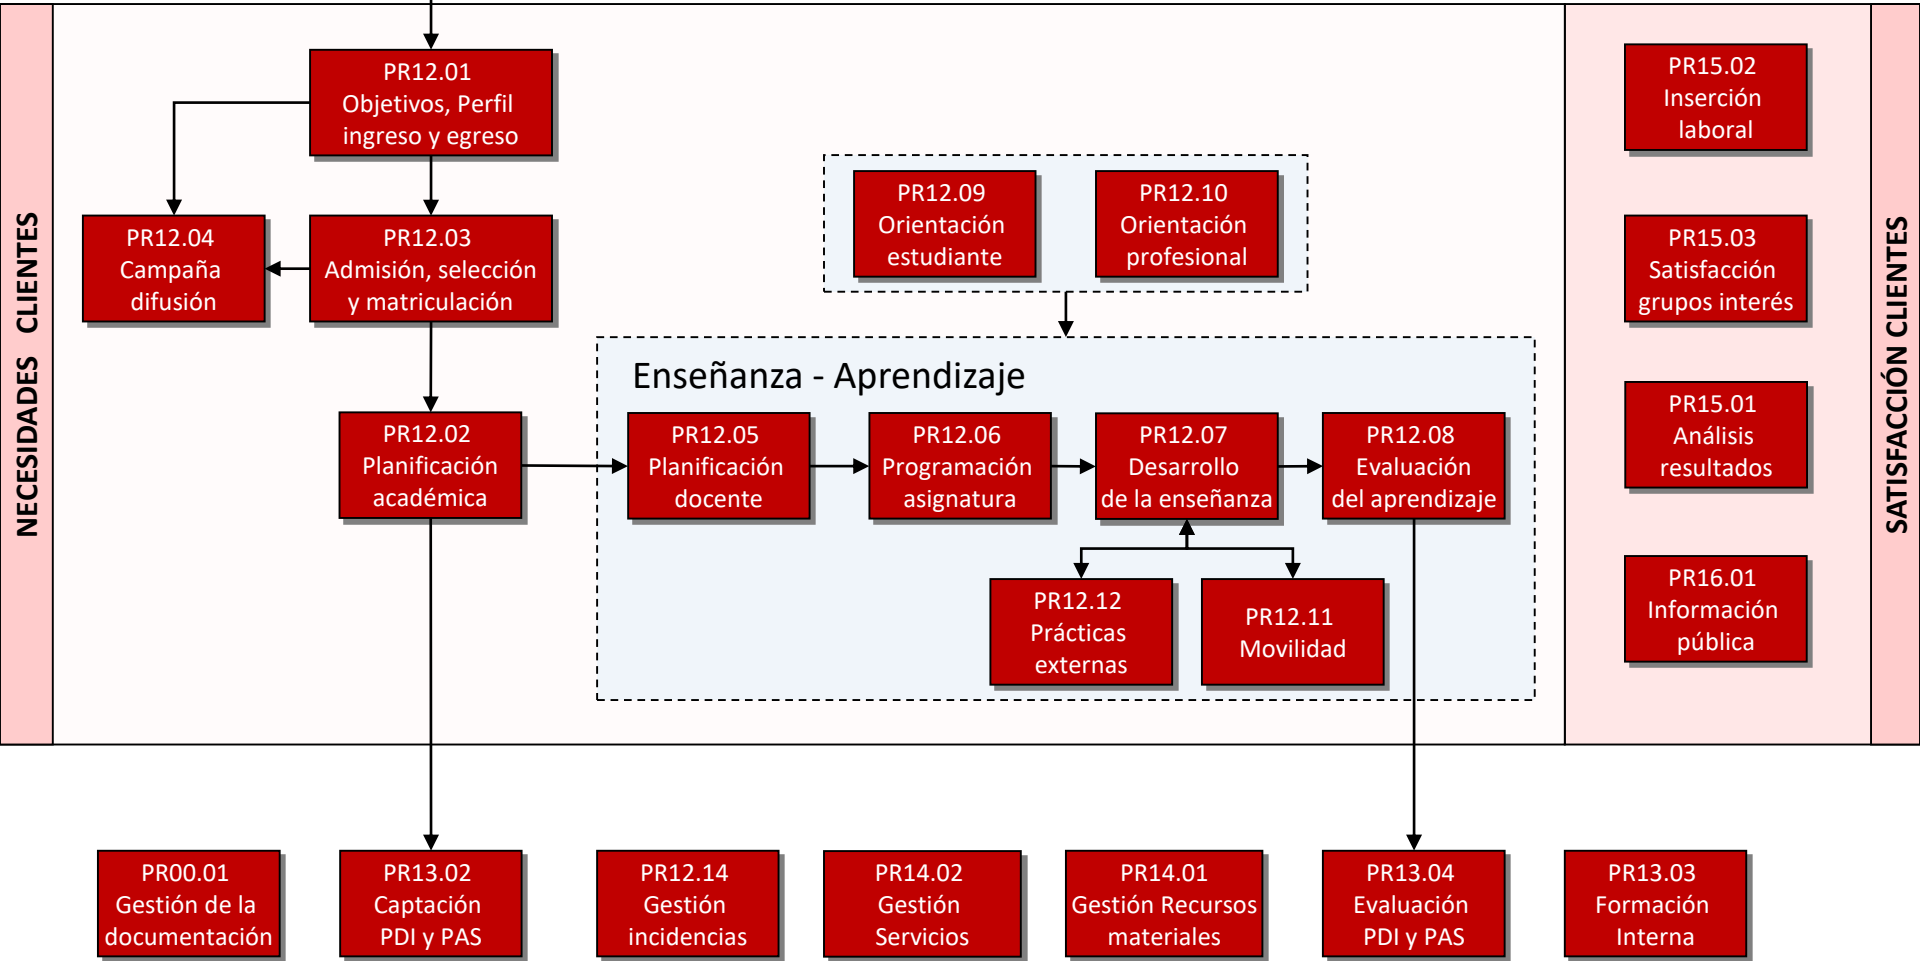 NECESIDADES CLIENTES
PR12.01
Objetivos, Perfil
ingreso y egreso
PR12.04
Campaña
difusión
PR12.03
Admisión, selección
y matriculación
PR12.09
Orientación
estudiante
PR12.10
Orientación
profesional
Enseñanza - Aprendizaje
PR12.02
Planificación
académica
PR12.05
Planificación
docente
PR12.06
Programación
asignatura
PR12.07
Desarrollo
de la enseñanza
PR12.08
Evaluación
del aprendizaje
PR12.12
Prácticas
externas
PR12.11
Movilidad
PR15.02
Inserción
laboral
PR15.03
Satisfacción
grupos interés
PR15.01
Análisis
resultados
PR16.01
Información
pública
SATISFACCIÓN CLIENTES
PR00.01
Gestión de la
documentación
PR13.02
Captación
PDI y PAS
PR12.14
Gestión
incidencias
PR14.02
Gestión
Servicios
PR14.01
Gestión Recursos
materiales
PR13.04
Evaluación
PDI y PAS
PR13.03
Formación
Interna